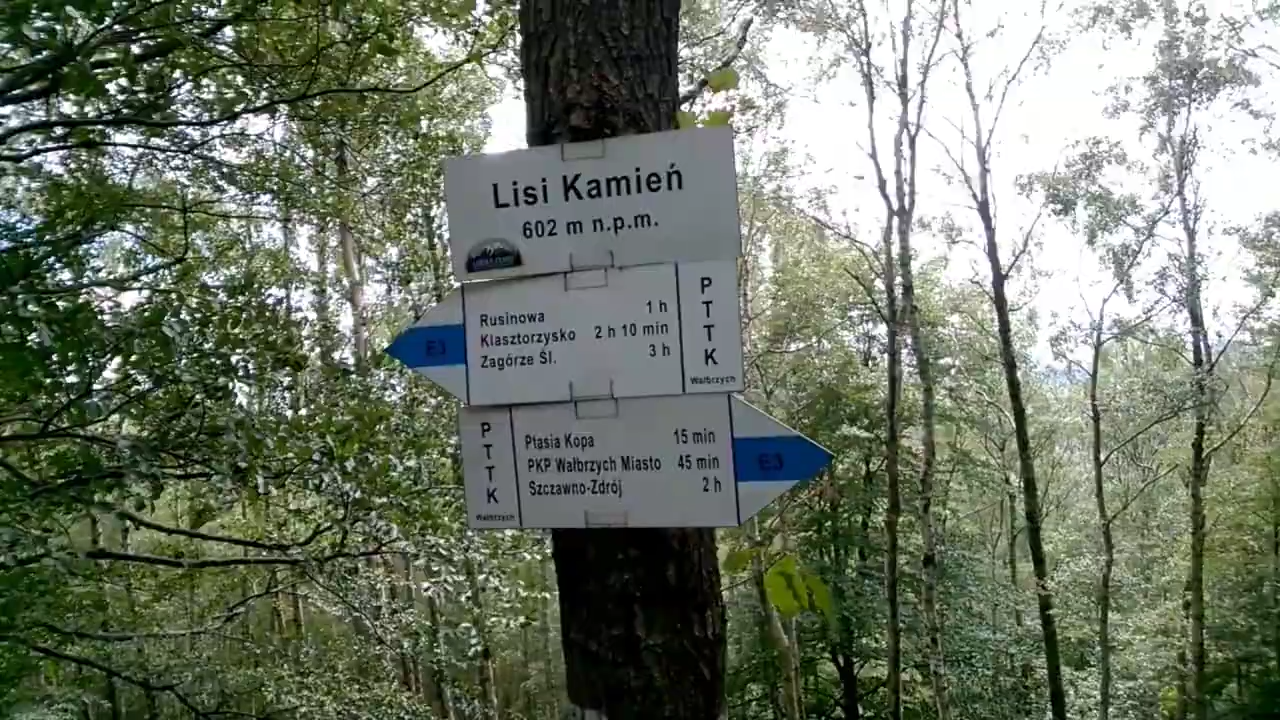 Lisi Kamień
602 m n.p.m.
E3
Rusinowa 1 h
Klasztorzysko 2 h 10 min
Zagórze Śl. 3 h
PTTK
Wałbrzych
PTTK
Wałbrzych
Ptasia Kopa 15 min
PKP Wałbrzych Miasto 45 min
Szczawno-Zdrój 2 h
E3